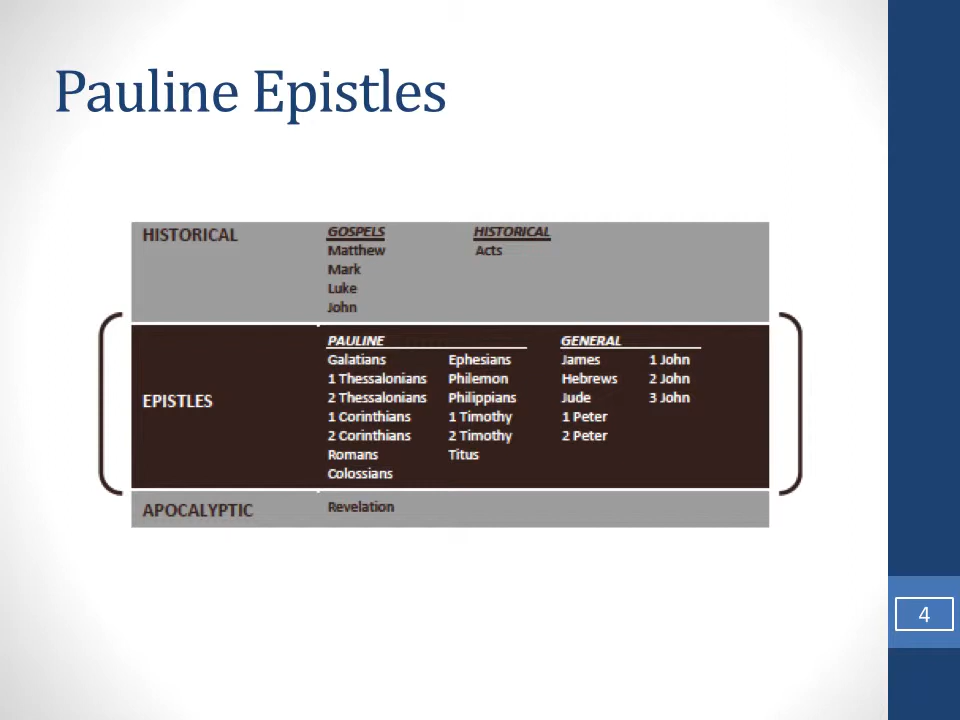 Pauline Epistles
HISTORICAL
GOSPELS HISTORICAL
Matthew Acts
Mark
Luke
John
EPISTLES
PAULINE GENERAL
Galatians Ephesians James 1 John
1 Thessalonians Philemon Hebrews 2 John
2 Thessalonians Philippians Jude 3 John
1 Corinthians 1 Timothy 1 Peter
2 Corinthians 2 Timothy 2 Peter
Romans Titus
Colossians
APOCALYPTIC Revelation
4